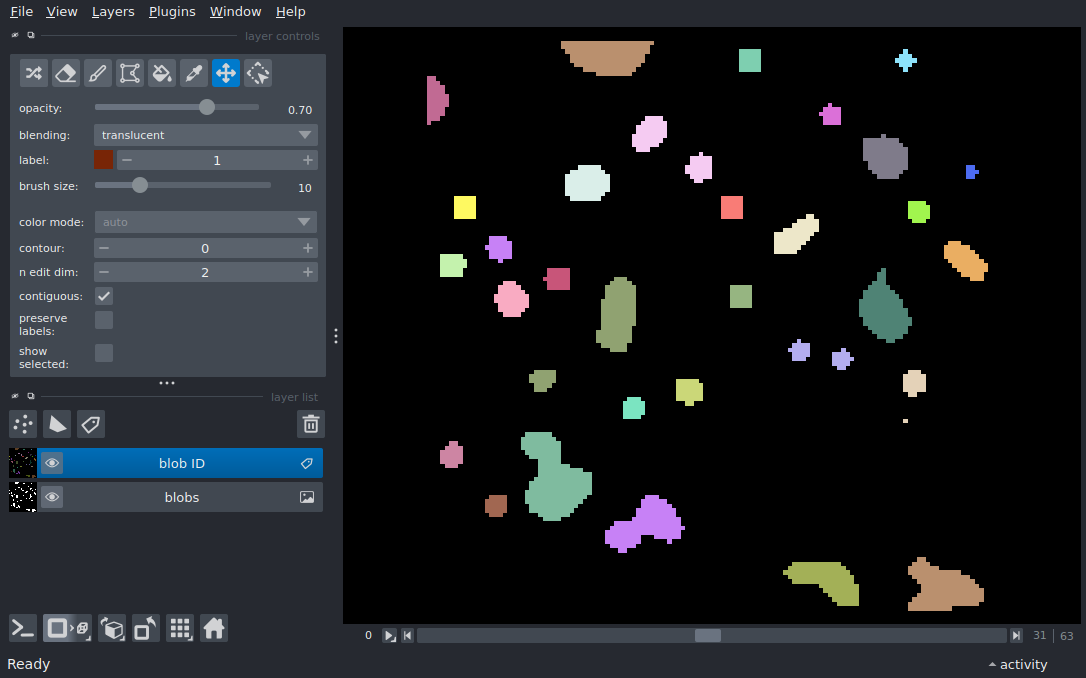 File View Layers Plugins Window Help
layer controls
opacity: 0.70
blending: translucent
label: 1
brush size: 10
color mode: auto
contour: 0
n edit dim: 2
contiguous:
preserve
labels:
show
selected:
layer list
blob ID
blobs
0 31 | 63
Ready activity